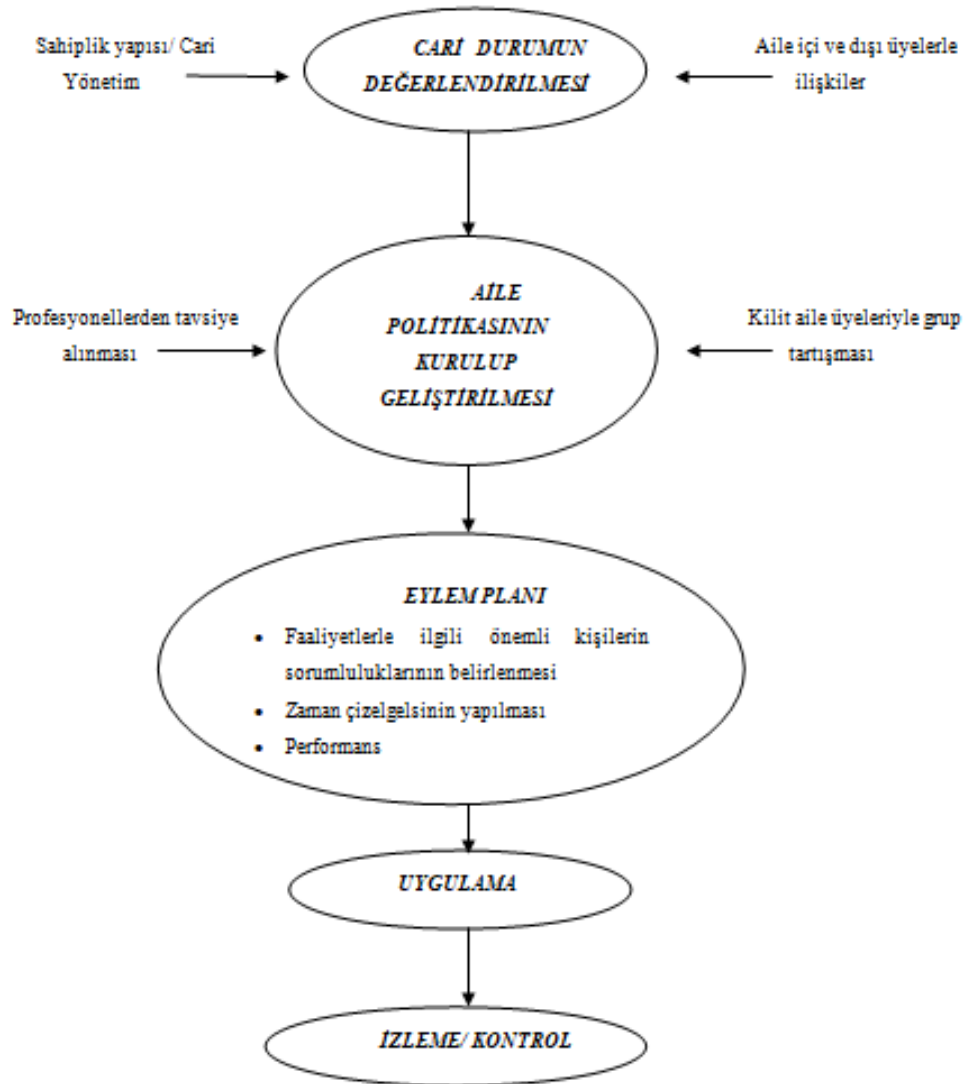 Sahiplik yapısı/ Cari
Yönetim
CARİ DURUMUN
DEĞERLENDİRİLMESİ
Aile içi ve dışı üyelerle
ilişkiler
Profesyonellerden tavsiye
alınması
AİLE
POLİTİKASININ
KURULUP
GELİŞTİRİLMESİ
Kilit aile üyeleriyle grup
tartışması
EYLEM PLANI
• Faaliyetlerle ilgili önemli kişilerin
sorumluluklarının belirlenmesi
• Zaman çizelgelsinin yapılması
• Performans
UYGULAMA
İZLEME/ KONTROL